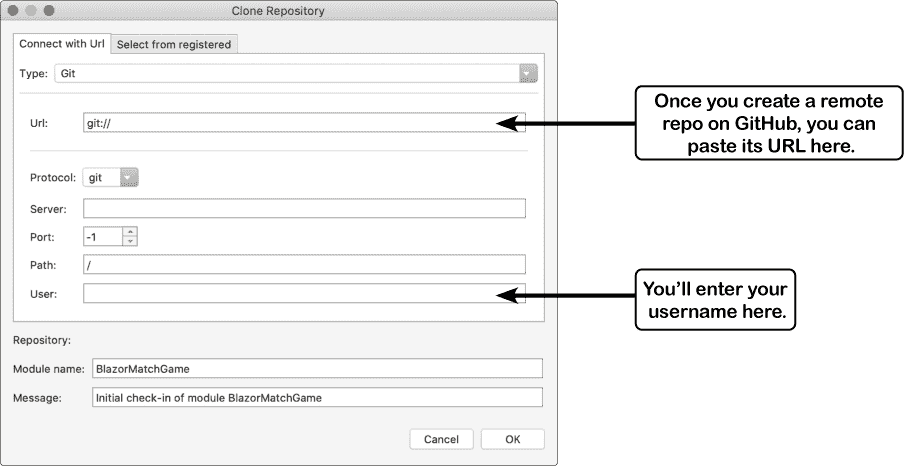 Clone Repository
Connect with Url
Select from registered
Type: Git
Url: git://
Once you create a remote
repo on GitHub, you can
paste its URL here.
Protocol: git
Server:
Port: -1
Path: /
User:
You'll enter your
username here.
Repository:
Module name: BlazorMatchGame
Message: Initial check-in of module BlazorMatchGame
Cancel
OK